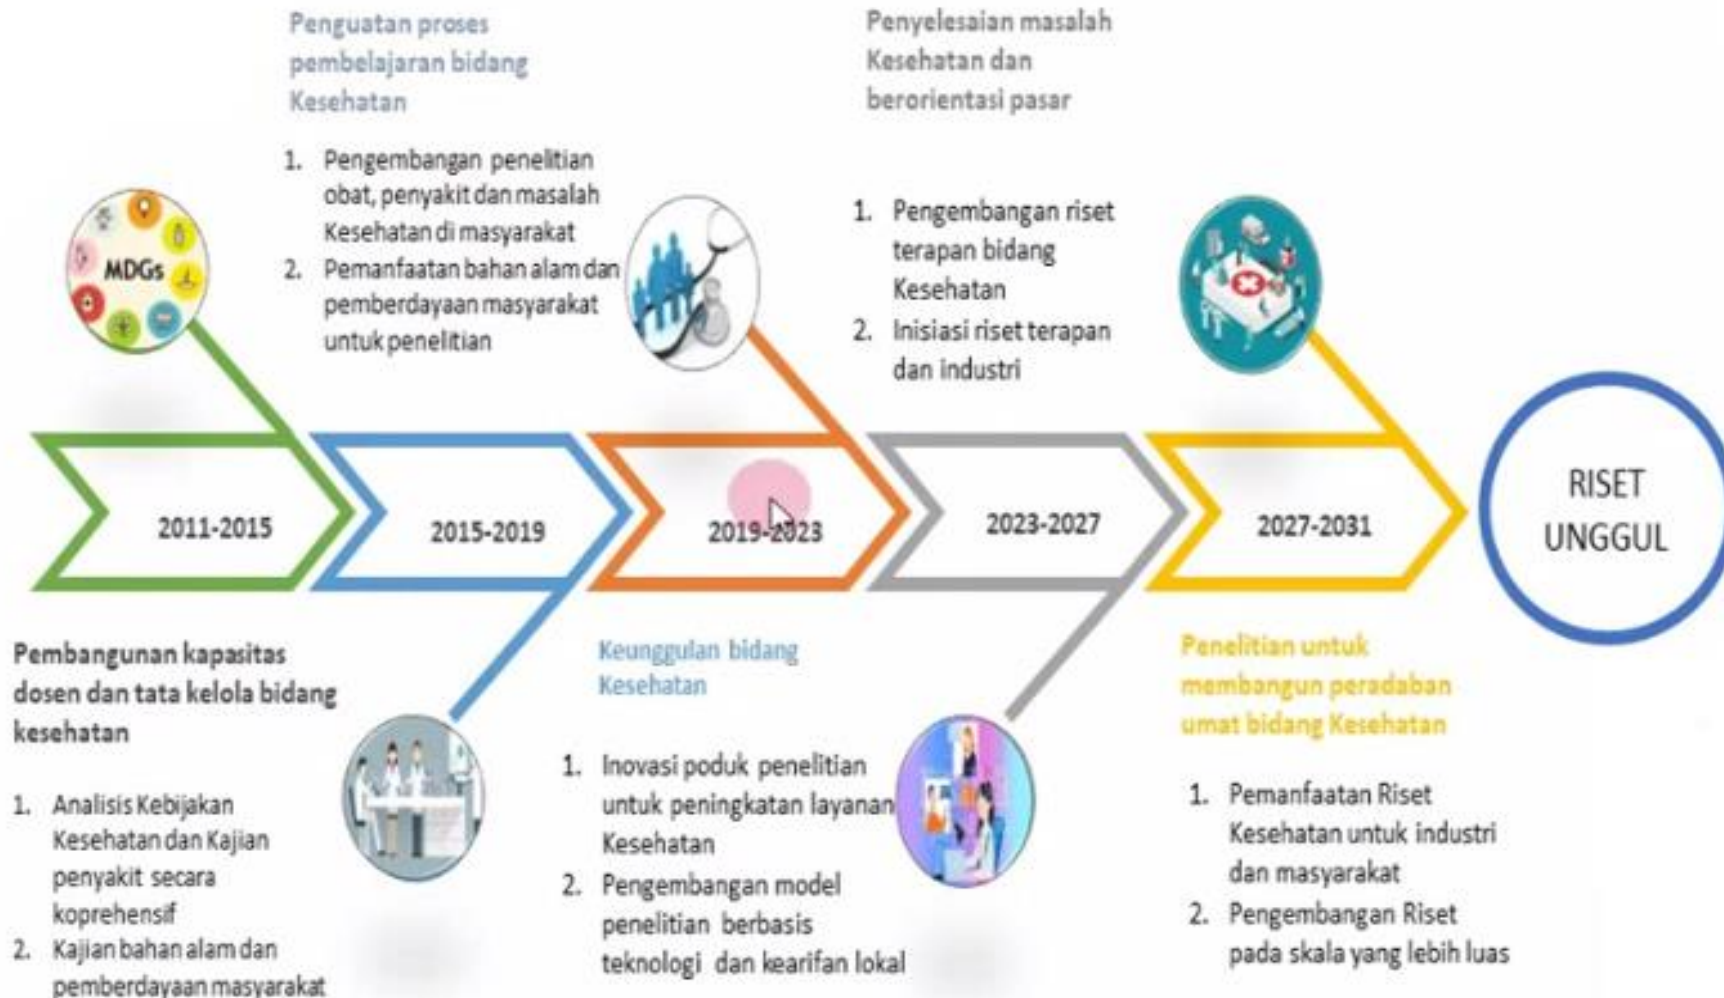 Penguatan proses
pembelajaran bidang
Kesehatan
1. Pengembangan penelitian
obat, penyakit dan masalah
Kesehatan di masyarakat
2. Pemanfaatan bahan alam dan
pemberdayaan masyarakat
untuk penelitian
Penyelesaian masalah
Kesehatan dan
berorientasi pasar
1. Pengembangan riset
terapan bidang
Kesehatan
2. Inisiasi riset terapan
dan industri
MDGs
2011-2015
2015-2019
2019-2023
2023-2027
2027-2031
RISET
UNGGUL
Pembangunan kapasitas
dosen dan tata kelola bidang
kesehatan
1. Analisis Kebijakan
Kesehatan dan Kajian
penyakit secara
koprehensif
2. Kajian bahan alam dan
pemberdayaan masyarakat
Keunggulan bidang
Kesehatan
1. Inovasi poduk penelitian
untuk peningkatan layanan
Kesehatan
2. Pengembangan model
penelitian berbasis
teknologi dan kearifan lokal
Penelitian untuk
membangun peradaban
umat bidang Kesehatan
1. Pemanfaatan Riset
Kesehatan untuk industri
dan masyarakat
2. Pengembangan Riset
pada skala yang lebih luas